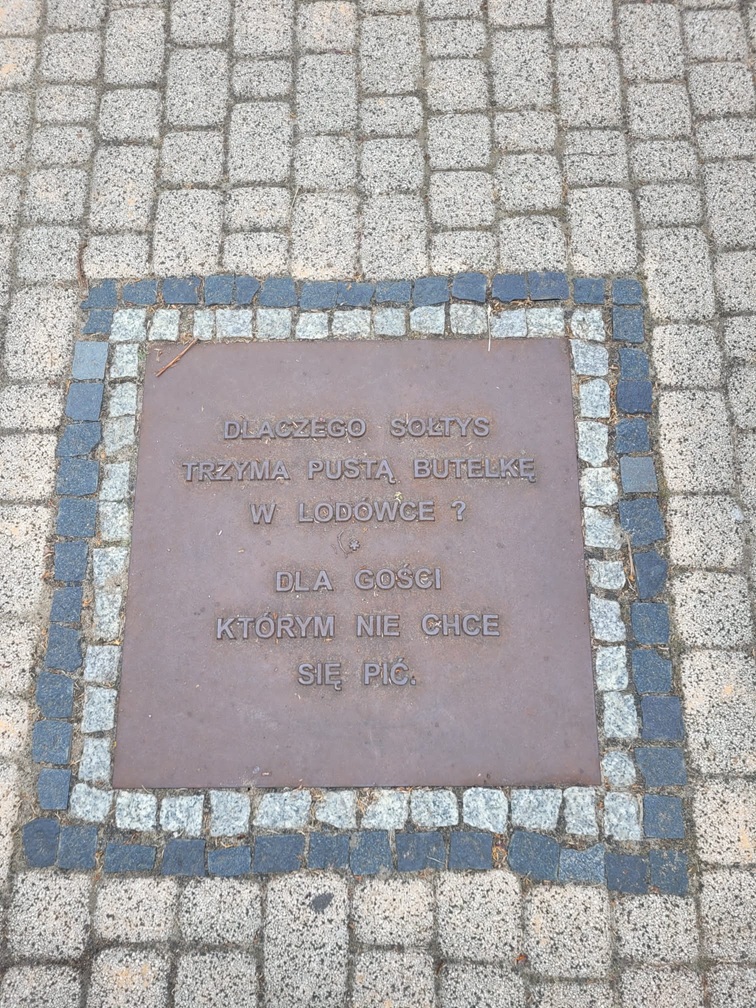 DLACZEGO SOŁTYS
TRZYMA PUSTĄ BUTELKĘ
W LODÓWCE ?
*
DLA GOŚCI
KTÓRYM NIE CHCE
SIĘ PIĆ.